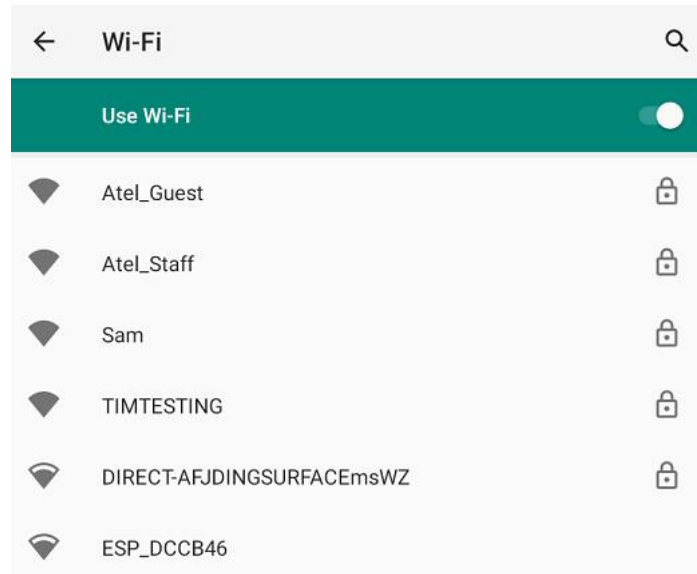 Wi-Fi
Use Wi-Fi
Atel_Guest
Atel_Staff
Sam
TIMTESTING
DIRECT-AFJDINGSURFACEmsWZ
ESP_DCCB46